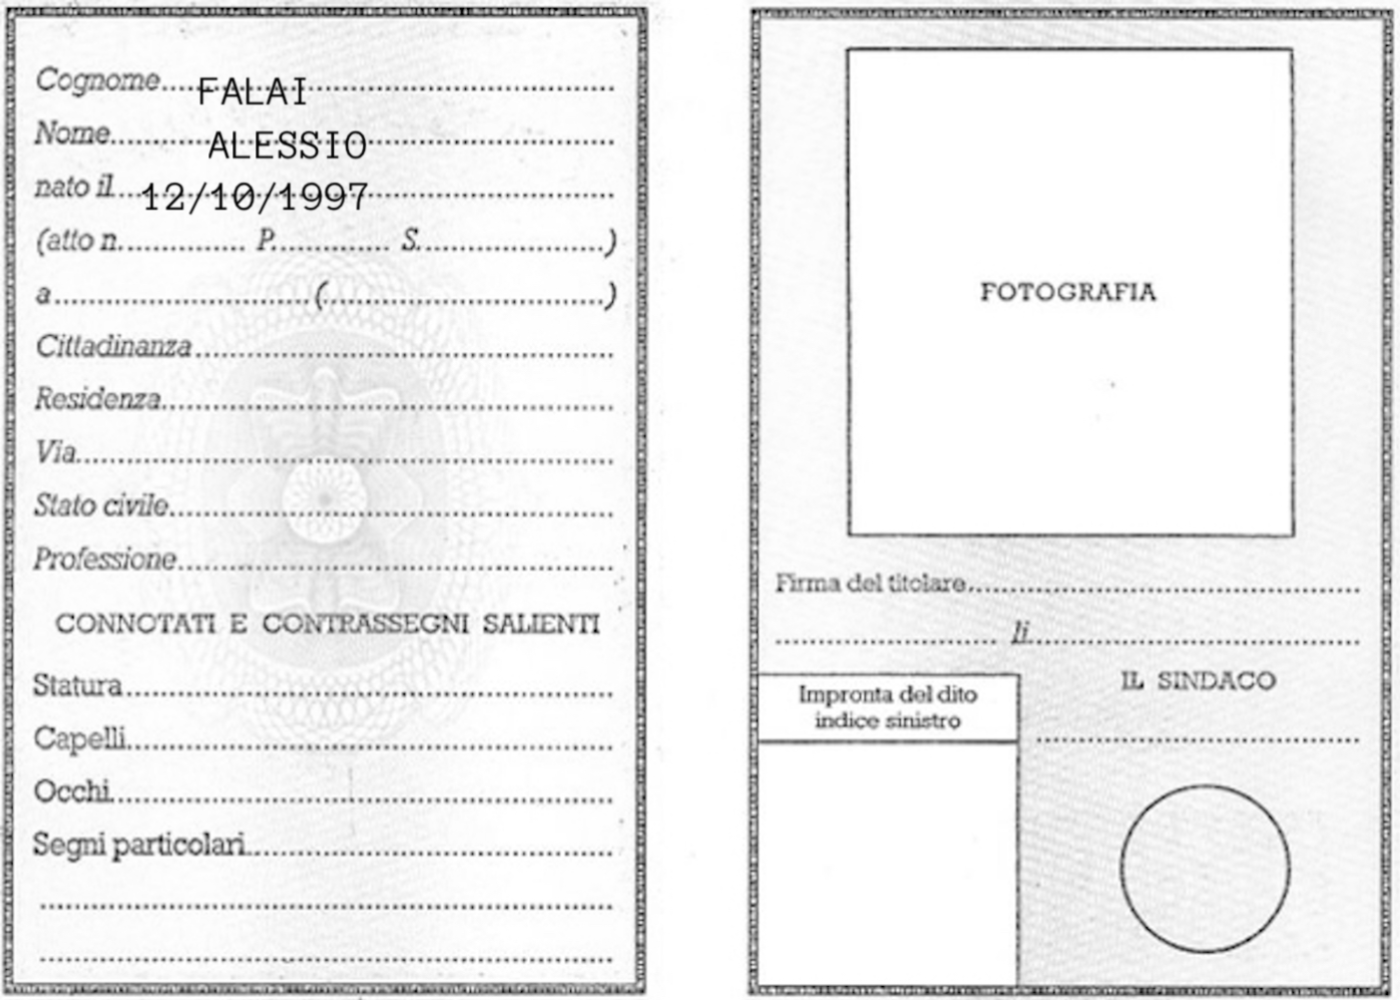 Cognome FALAI
Nome ALESSIO
nato il 12/10/1997
(atto n. P. S. )
a ( )
Cittadinanza
Residenza
Via
Stato civile
Professione
CONNOTATI E CONTRASSEGNI SALIENTI
Statura
Capelli
Occhi
Segni particolari
FOTOGRAFIA
Firma del titolare
li
IL SINDACO
Impronta del dito
indice sinistro